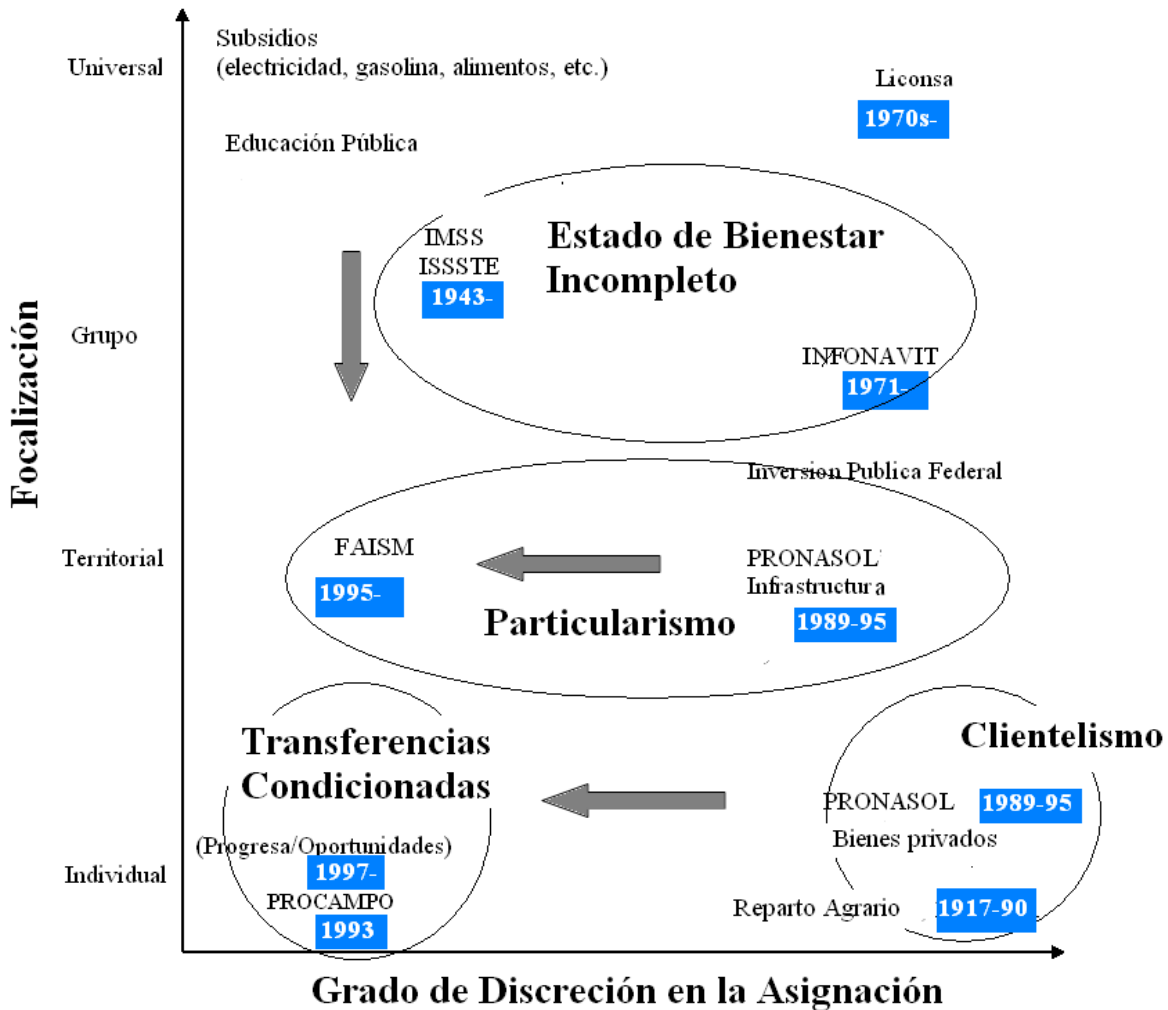 Subsidios
(electricidad, gasolina, alimentos, etc.)
Universal
Liconsa
1970s-
Educación Pública
Estado de Bienestar
Incompleto
IMSS
ISSSTE
1943-
Focalización
Grupo
INFONAVIT
1971-
Inversion Publica Federal
FAISM
1995-
Territorial
PRONASOL
Infrastructura
1989-95
Particularismo
Transferencias
Condicionadas
Clientelismo
PRONASOL
1989-95
Bienes privados
(Progresa/Oportunidades)
1997-
Individual
PROCAMPO
1993
Reparto Agrario
1917-90
Grado de Discreción en la Asignación